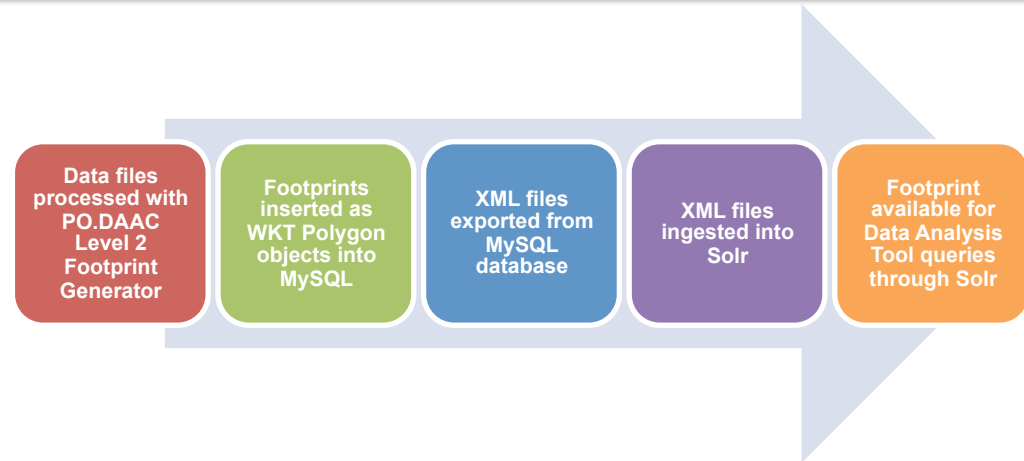 Data files
processed with
PO.DAAC
Level 2
Footprint
Generator
Footprints
inserted as
WKT Polygon
objects into
MySQL
XML files
exported from
MySQL
database
XML files
ingested into
Solr
Footprint
available for
Data Analysis
Tool queries
through Solr